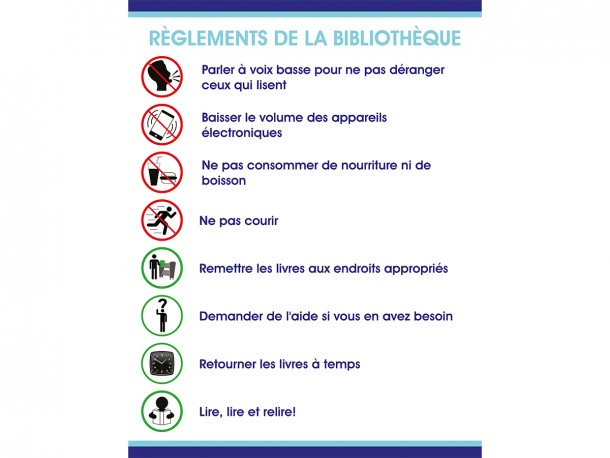 RÈGLEMENTS DE LA BIBLIOTHÈQUE
Parler à voix basse pour ne pas déranger
ceux qui lisent
Baisser le volume des appareils
électroniques
Ne pas consommer de nourriture ni de
boisson
Ne pas courir
Remettre les livres aux endroits appropriés
Demander de l'aide si vous en avez besoin
Retourner les livres à temps
Lire, lire et relire!